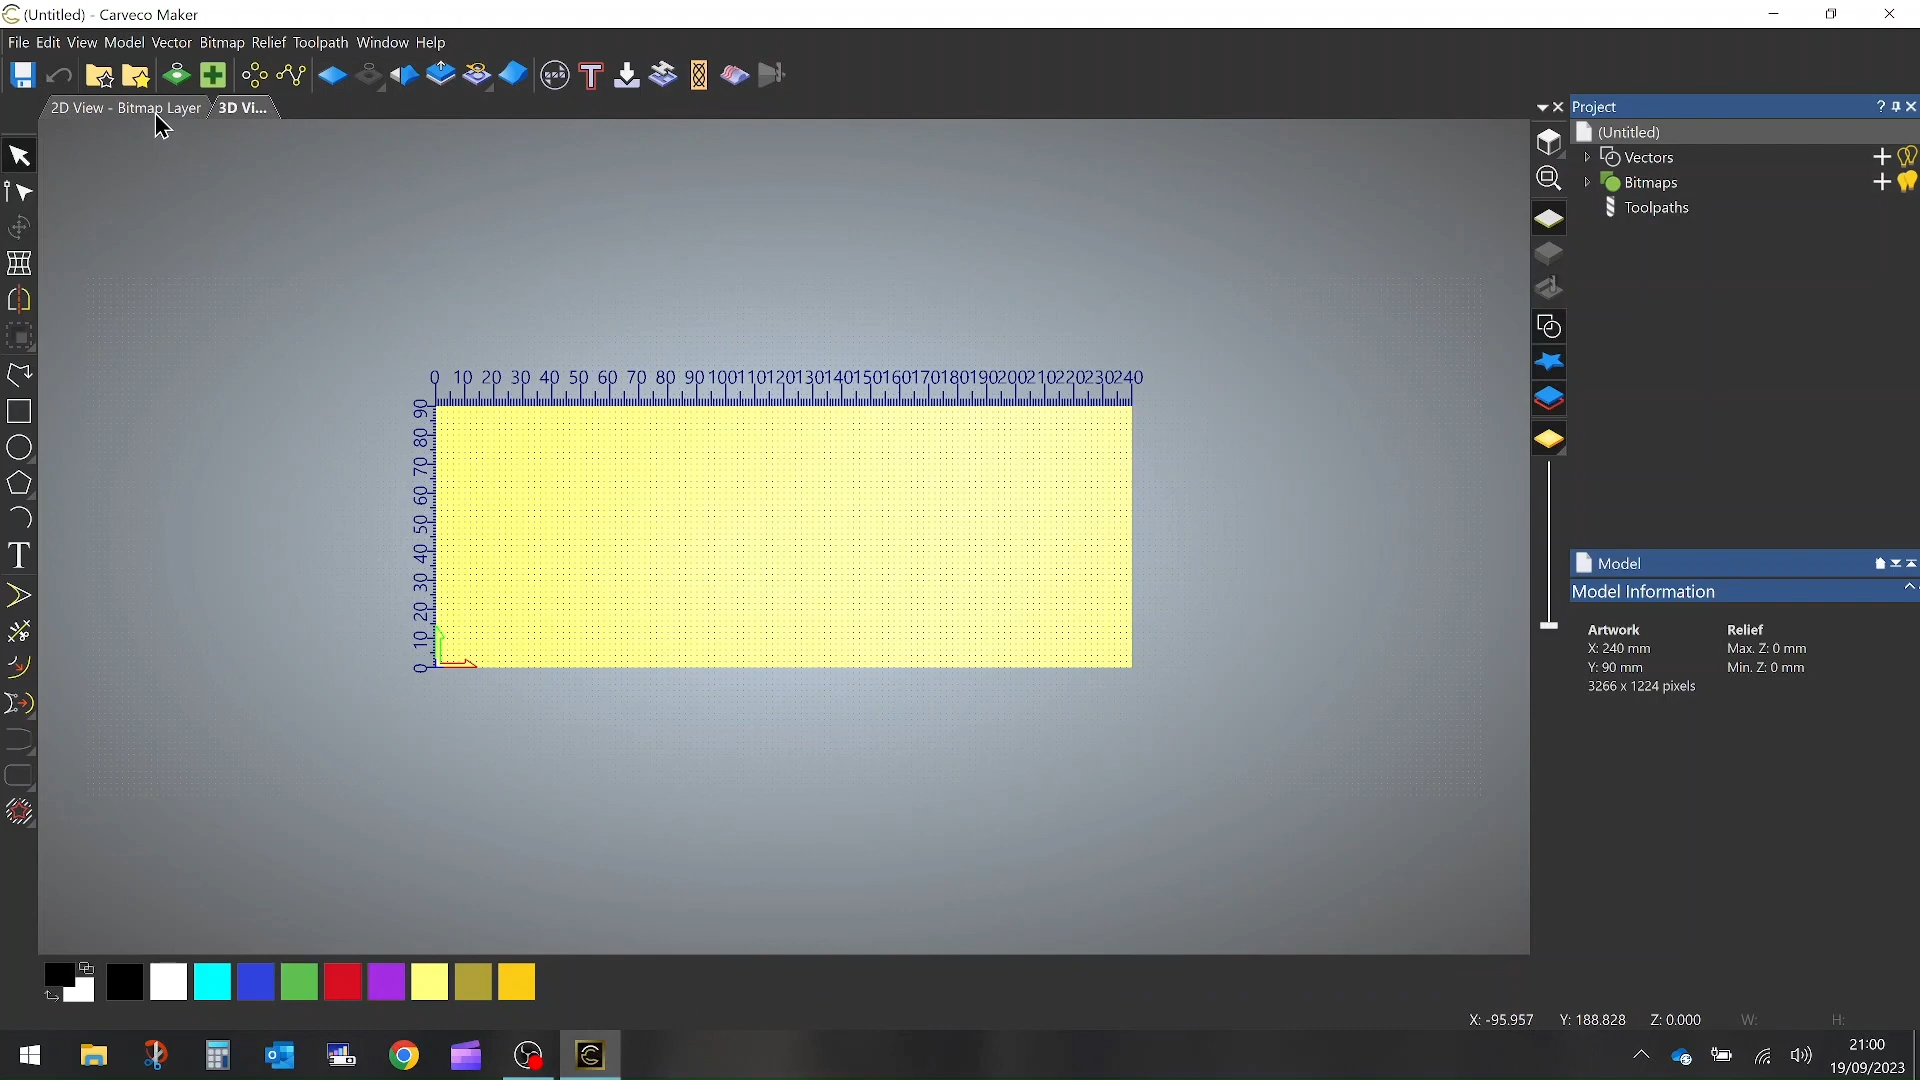 (Untitled) - Carveco Maker
File Edit View Model Vector Bitmap Relief Toolpath Window Help
2D View - Bitmap Layer
3D Vi...
Project
(Untitled)
Vectors
Bitmaps
Toolpaths
0 10 20 30 40 50 60 70 80 90 100 110 120 130 140 150 160 170 180 190 200 210 220 230 240
90
80
70
60
50
40
30
20
10
0
Model
Model Information
Artwork
X: 240 mm
Y: 90 mm
3266 x 1224 pixels
Relief
Max. Z: 0 mm
Min. Z: 0 mm
X: -95.957 Y: 188.828 Z: 0.000 W: H:
21:00
19/09/2023